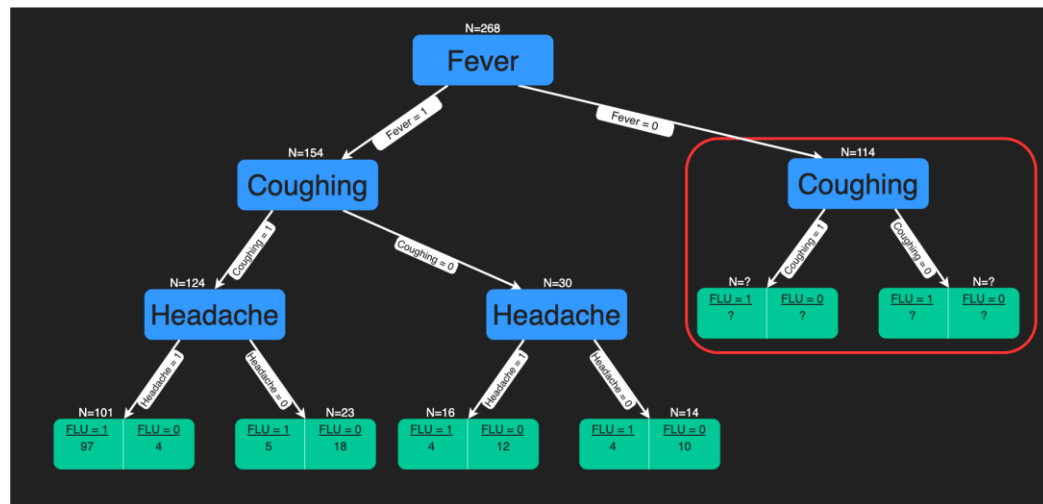 N=268
Fever
Fever = 1
Fever = 0
N=154
Coughing
N=114
Coughing
Coughing = 1
Coughing = 0
Coughing = 1
Coughing = 0
N=124
Headache
N=30
Headache
N=?
FLU = 1 FLU = 0
? ?
N=?
FLU = 1 FLU = 0
? ?
Headache = 1
Headache = 0
Headache = 1
Headache = 0
N=101
FLU = 1 FLU = 0
97 4
N=23
FLU = 1 FLU = 0
5 18
N=16
FLU = 1 FLU = 0
4 12
N=14
FLU = 1 FLU = 0
4 10